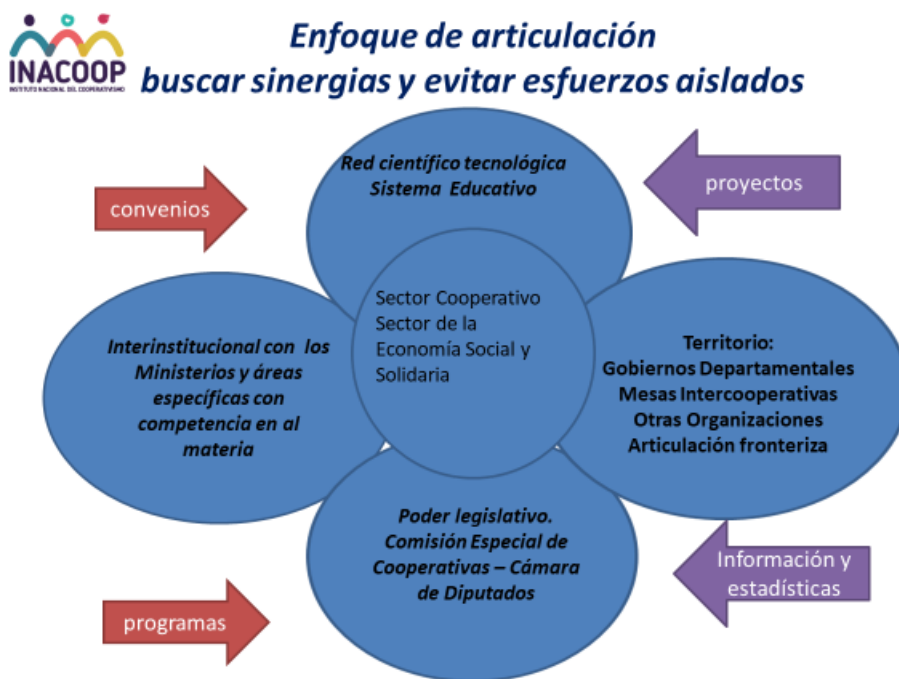 INACOOP
INSTITUTO NACIONAL DEL COOPERATIVISMO
Enfoque de articulación
buscar sinergias y evitar esfuerzos aislados
Red científico tecnológica
Sistema Educativo
convenios
proyectos
Sector Cooperativo
Sector de la
Economía Social y
Solidaria
Interinstitucional con los
Ministerios y áreas
específicas con
competencia en al
materia
Territorio:
Gobiernos Departamentales
Mesas Intercooperativas
Otras Organizaciones
Articulación fronteriza
Poder legislativo.
Comisión Especial de
Cooperativas – Cámara
de Diputados
Información y
estadísticas
programas